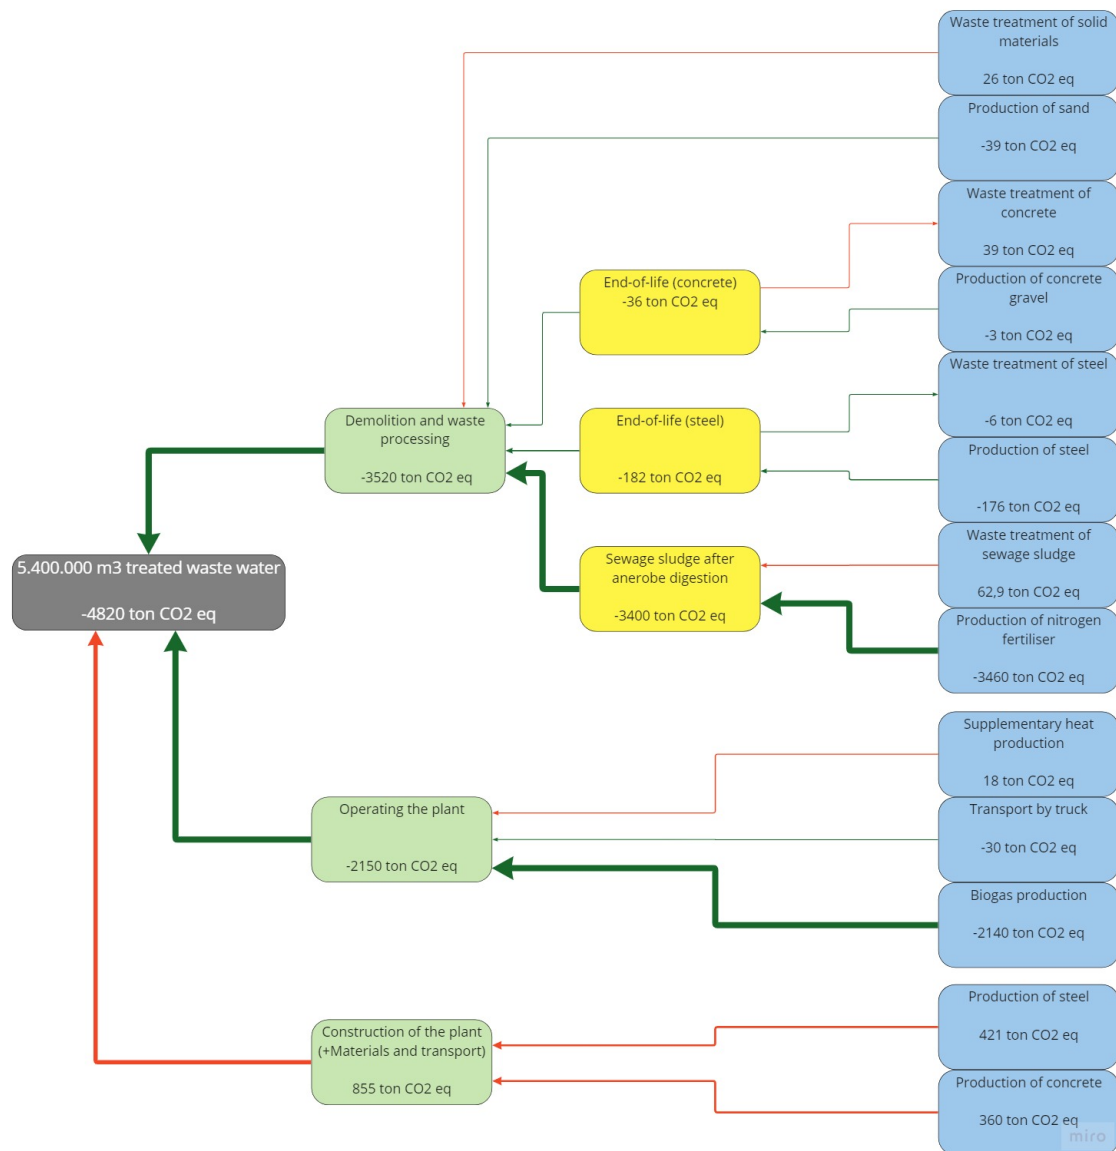 Waste treatment of solid
materials
26 ton CO2 eq
Production of sand
-39 ton CO2 eq
Waste treatment of
concrete
39 ton CO2 eq
End-of-life (concrete)
-36 ton CO2 eq
Production of concrete
gravel
-3 ton CO2 eq
Waste treatment of steel
-6 ton CO2 eq
Demolition and waste
processing
-3520 ton CO2 eq
End-of-life (steel)
-182 ton CO2 eq
Production of steel
-176 ton CO2 eq
Waste treatment of
sewage sludge
62,9 ton CO2 eq
5.400.000 m3 treated waste water
-4820 ton CO2 eq
Sewage sludge after
anerobe digestion
-3400 ton CO2 eq
Production of nitrogen
fertiliser
-3460 ton CO2 eq
Supplementary heat
production
18 ton CO2 eq
Operating the plant
-2150 ton CO2 eq
Transport by truck
-30 ton CO2 eq
Biogas production
-2140 ton CO2 eq
Production of steel
421 ton CO2 eq
Construction of the plant
(+Materials and transport)
855 ton CO2 eq
Production of concrete
360 ton CO2 eq
miro